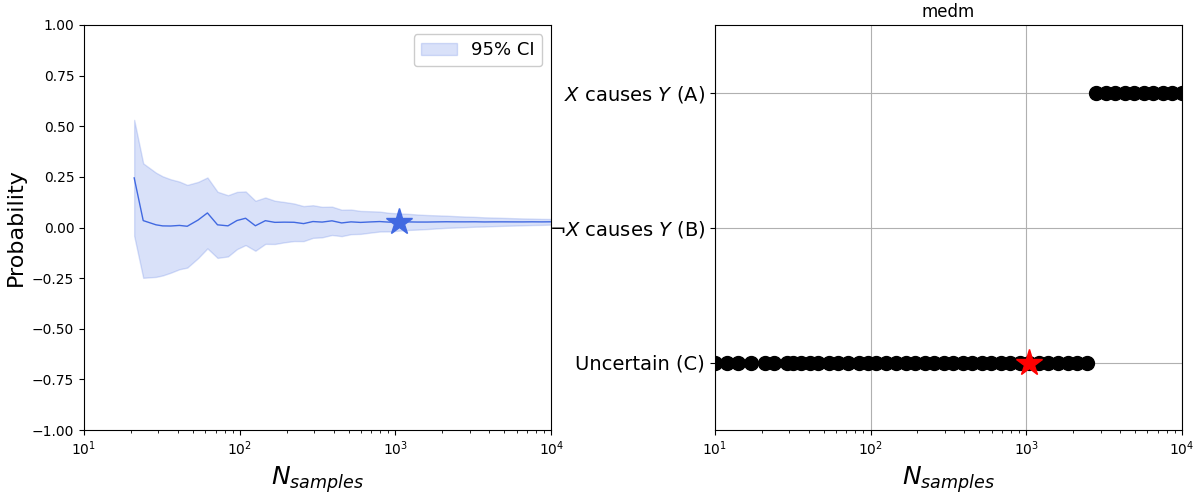 1.00
0.75
0.50
0.25
0.00
−0.25
−0.50
−0.75
−1.00
Probability
95% CI
10¹
10²
10³
10⁴
N_samples
medm
X causes Y (A)
¬X causes Y (B)
Uncertain (C)
10¹
10²
10³
10⁴
N_samples